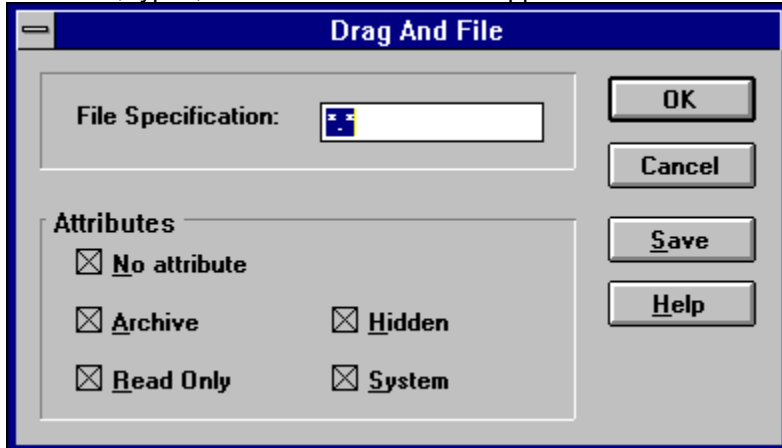 Drag And File
File Specification: *.*
OK
Cancel
Attributes
No attribute
Save
Archive
Hidden
Help
Read Only
System